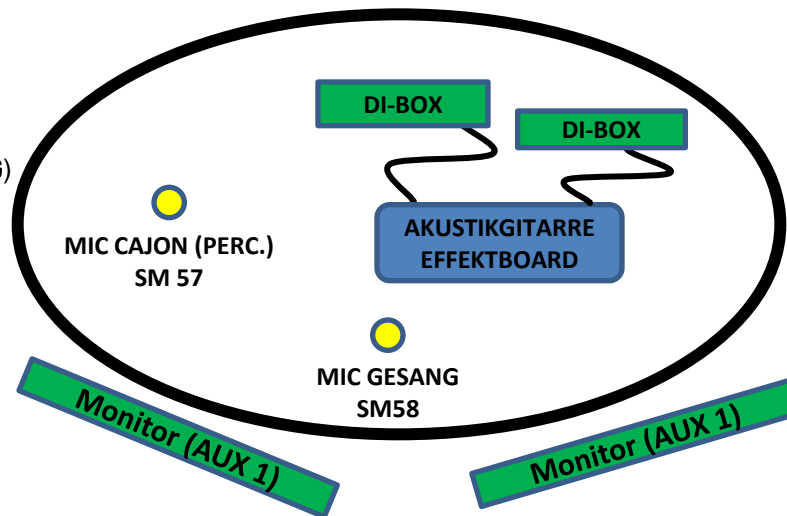 DI-BOX
DI-BOX
G)
MIC CAJON (PERC.)
SM 57
AKUSTIKGITARRE
EFFEKTBOARD
MIC GESANG
SM58
Monitor (AUX 1)
Monitor (AUX 1)